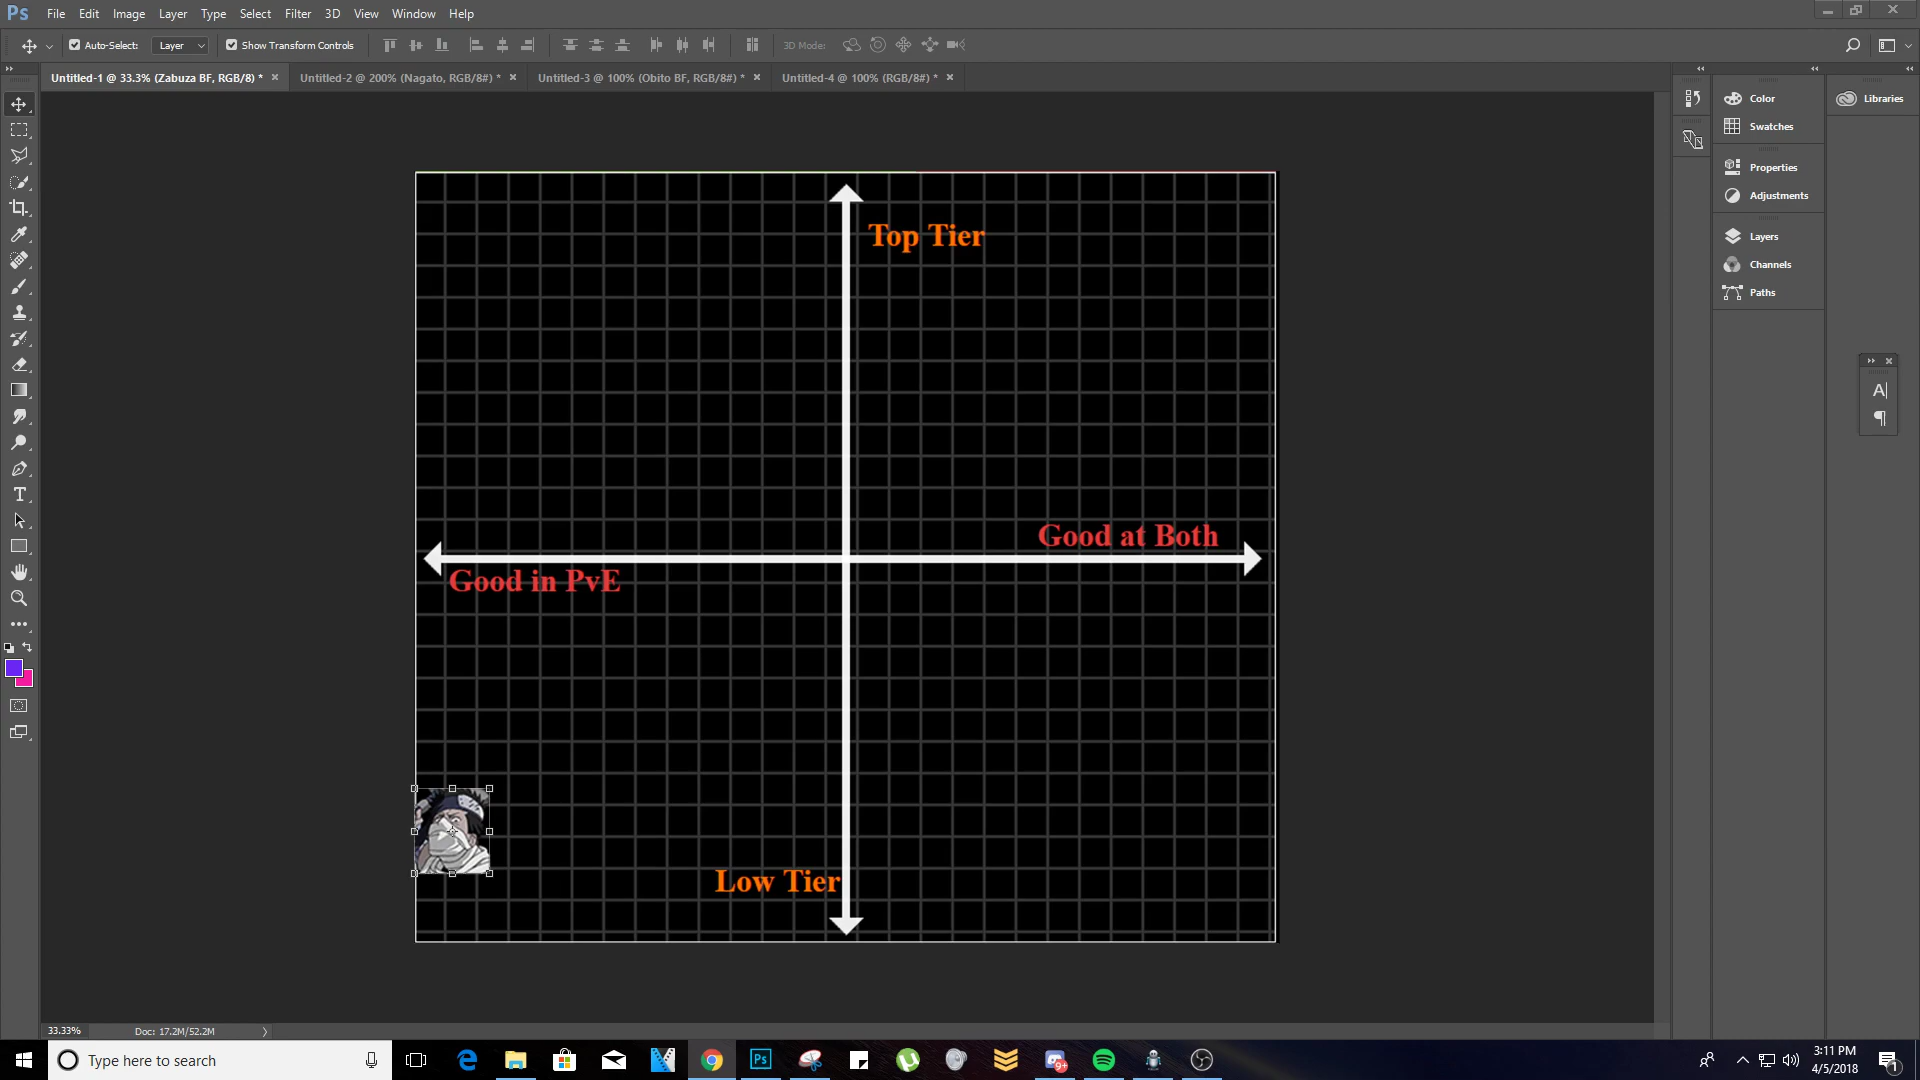 Ps File Edit Image Layer Type Select Filter 3D View Window Help
Auto-Select: Layer Show Transform Controls 3D Mode:
Untitled-1 @ 33.3% (Zabuza BF, RGB/8) * Untitled-2 @ 200% (Nagato, RGB/8#) * Untitled-3 @ 100% (Obito BF, RGB/8#) * Untitled-4 @ 100% (RGB/8#) *
Color
Libraries
Swatches
Properties
Adjustments
Layers
Channels
Paths
Top Tier
Good at Both
Good in PvE
Low Tier
33.33% Doc: 17.2M/52.2M
Type here to search
Ps
9+
3:11 PM
4/5/2018
1